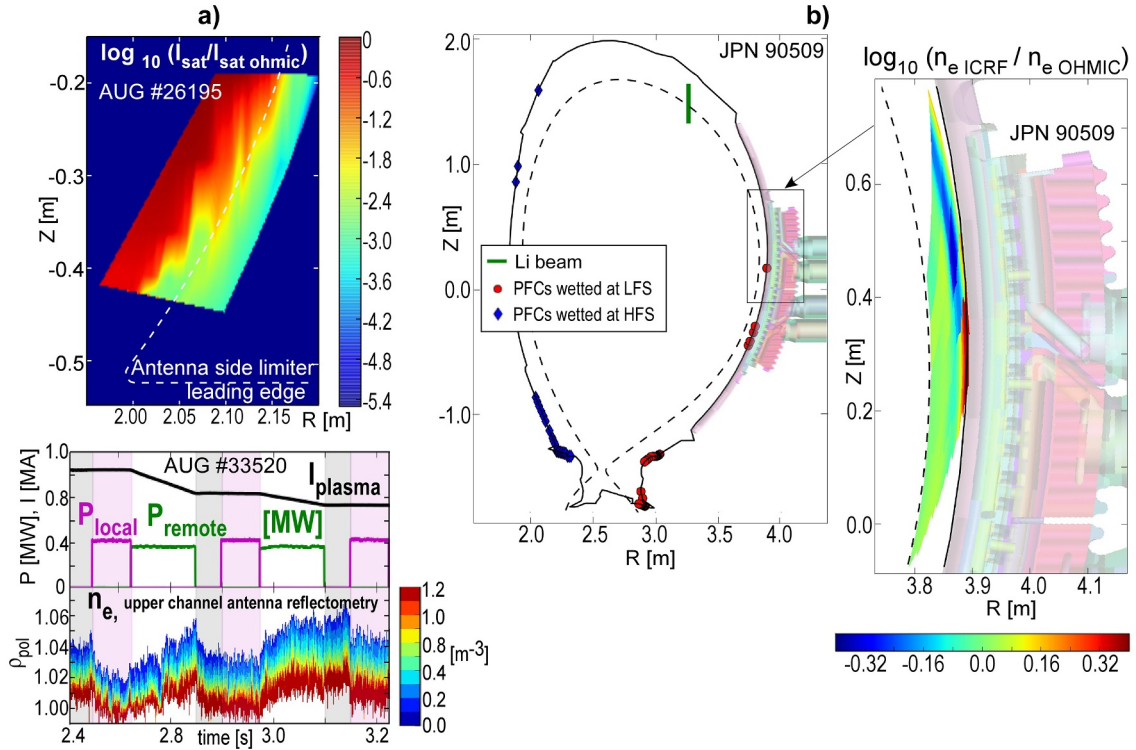 a)
log 10 (Isat/Isat ohmic)
AUG #26195
0
-0.6
-1.2
-1.8
-2.4
-3.0
-3.6
-4.2
-4.8
-5.4
-0.2
-0.3
-0.4
-0.5
Z [m]
Antenna side limiter
leading edge
2.00
2.05
2.10
2.15
R [m]
AUG #33520
Iplasma
Plocal
Premote
[MW]
P [MW], I [MA]
1.0
0.8
0.6
0.4
0
ne, upper channel antenna reflectometry
ρpol
1.06
1.04
1.02
1.00
2.4
2.6
2.8
3.0
3.2
time [s]
1.2
1.0
0.8
0.6
0.4
0.2
0.0
[m-3]
b)
JPN 90509
2.0
1.0
0.0
-1.0
Z [m]
Li beam
PFCs wetted at LFS
PFCs wetted at HFS
2.0
2.5
3.0
3.5
4.0
R [m]
log10 (ne ICRF / ne OHMIC)
JPN 90509
0.6
0.4
0.2
0.0
Z [m]
3.8
3.9
4.0
4.1
R [m]
-0.32
-0.16
0.0
0.16
0.32